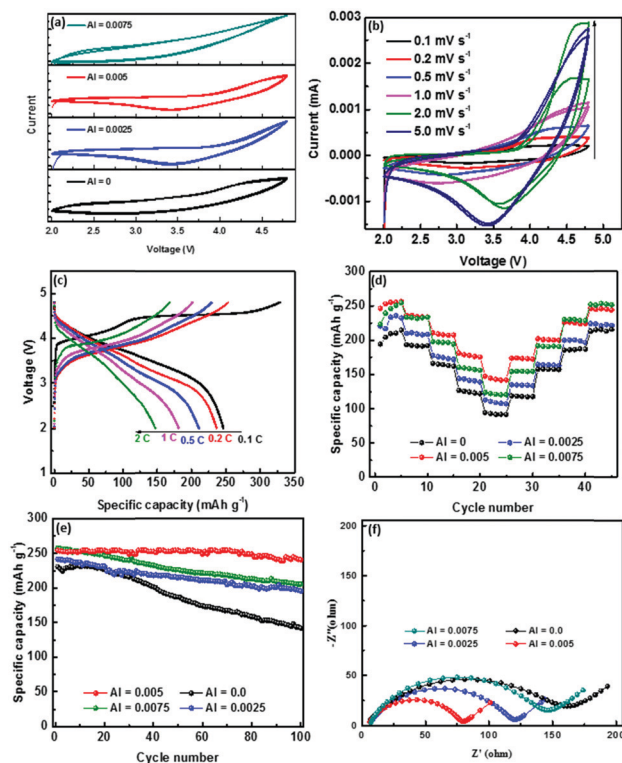 (a)
Al = 0.0075
Al = 0.005
Al = 0.0025
Al = 0
Current
2.0 2.5 3.0 3.5 4.0 4.5
Voltage (V)
(b)
0.1 mV s⁻¹
0.2 mV s⁻¹
0.5 mV s⁻¹
1.0 mV s⁻¹
2.0 mV s⁻¹
5.0 mV s⁻¹
Current (mA)
0.003
0.002
0.001
0.000
-0.001
2.0 2.5 3.0 3.5 4.0 4.5 5.0
Voltage (V)
(c)
Voltage (V)
5
4
3
2
1
2 C 1 C 0.5 C 0.2 C 0.1 C
0 50 100 150 200 250 300 350
Specific capacity (mAh g⁻¹)
(d)
Specific capacity (mAh g⁻¹)
300
250
200
150
100
50
0
Al = 0 Al = 0.0025
Al = 0.005 Al = 0.0075
0 10 20 30 40
Cycle number
(e)
Specific capacity (mAh g⁻¹)
300
250
200
150
100
50
0
Al = 0.005 Al = 0.0
Al = 0.0075 Al = 0.0025
0 20 40 60 80 100
Cycle number
(f)
-Z"(ohm)
200
150
100
50
0
Al = 0.0075 Al = 0.0
Al = 0.0025 Al = 0.005
0 25 50 75 100 125 150 175 200
Z' (ohm)